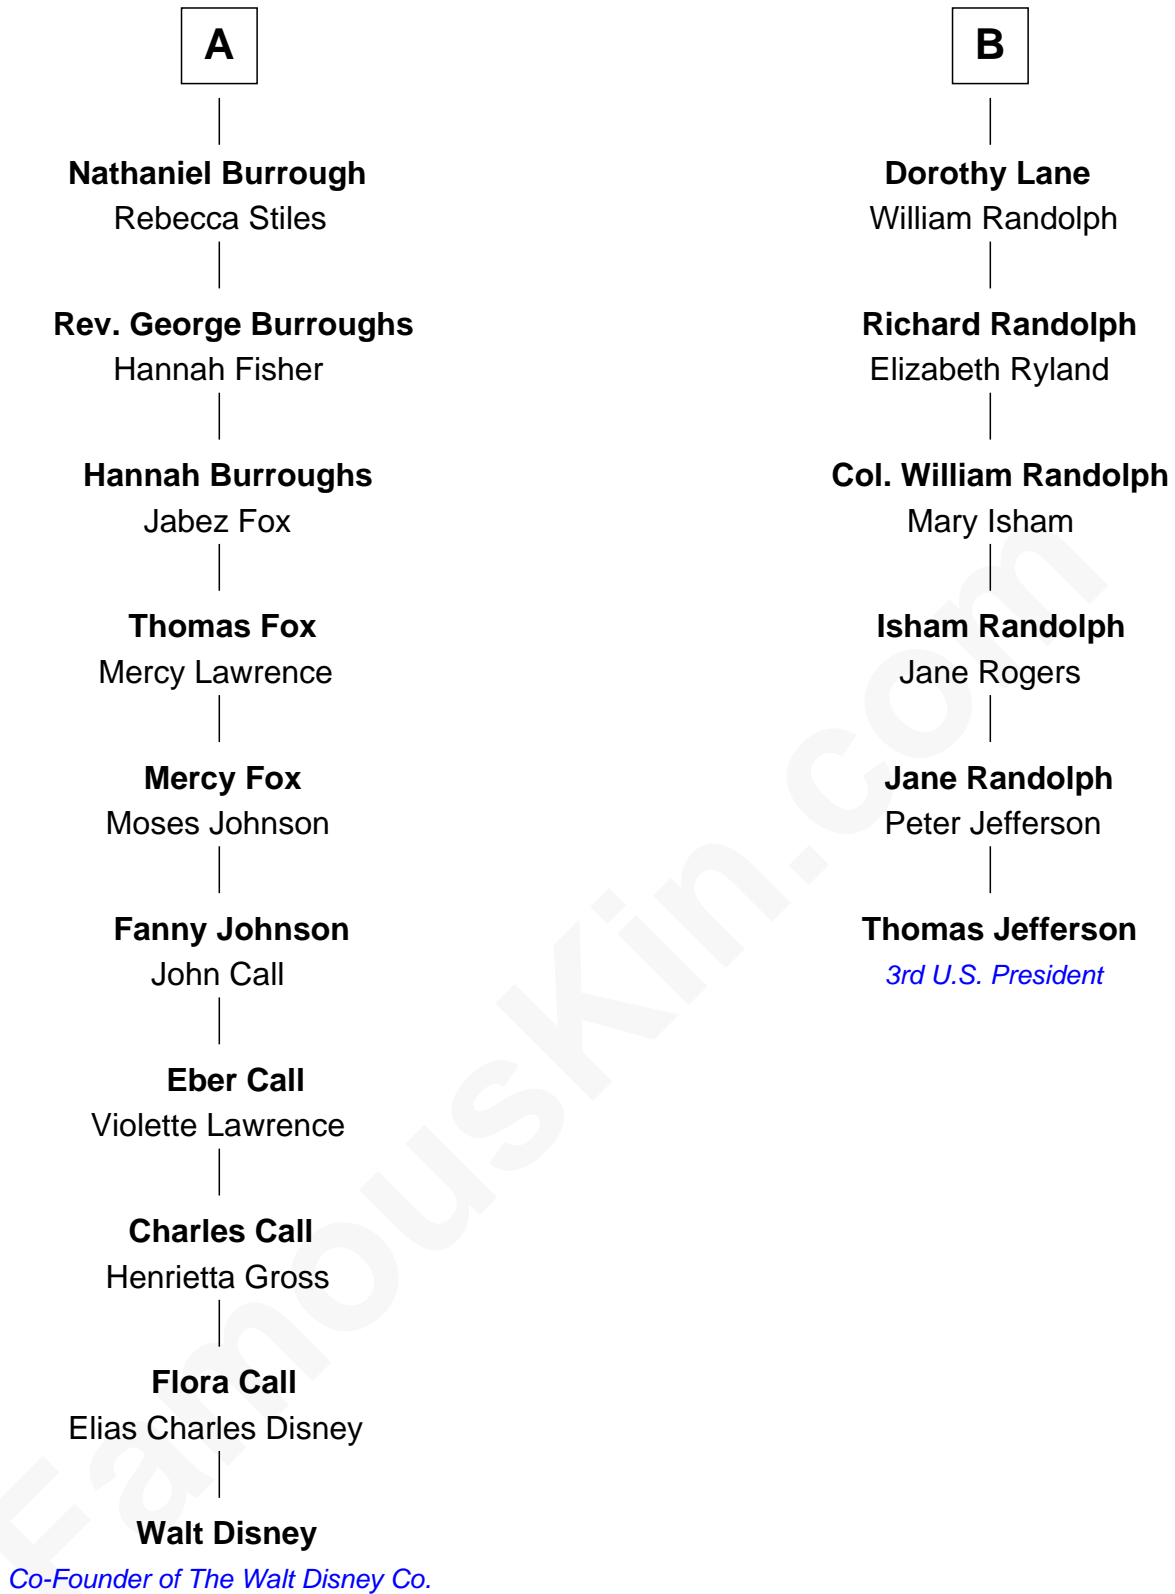 A
Nathaniel Burrough
Rebecca Stiles
Rev. George Burroughs
Hannah Fisher
Hannah Burroughs
Jabez Fox
Thomas Fox
Mercy Lawrence
Mercy Fox
Moses Johnson
Fanny Johnson
John Call
Eber Call
Violette Lawrence
Charles Call
Henrietta Gross
Flora Call
Elias Charles Disney
Walt Disney
Co-Founder of The Walt Disney Co.
B
Dorothy Lane
William Randolph
Richard Randolph
Elizabeth Ryland
Col. William Randolph
Mary Isham
Isham Randolph
Jane Rogers
Jane Randolph
Peter Jefferson
Thomas Jefferson
3rd U.S. President
FamousKin.com